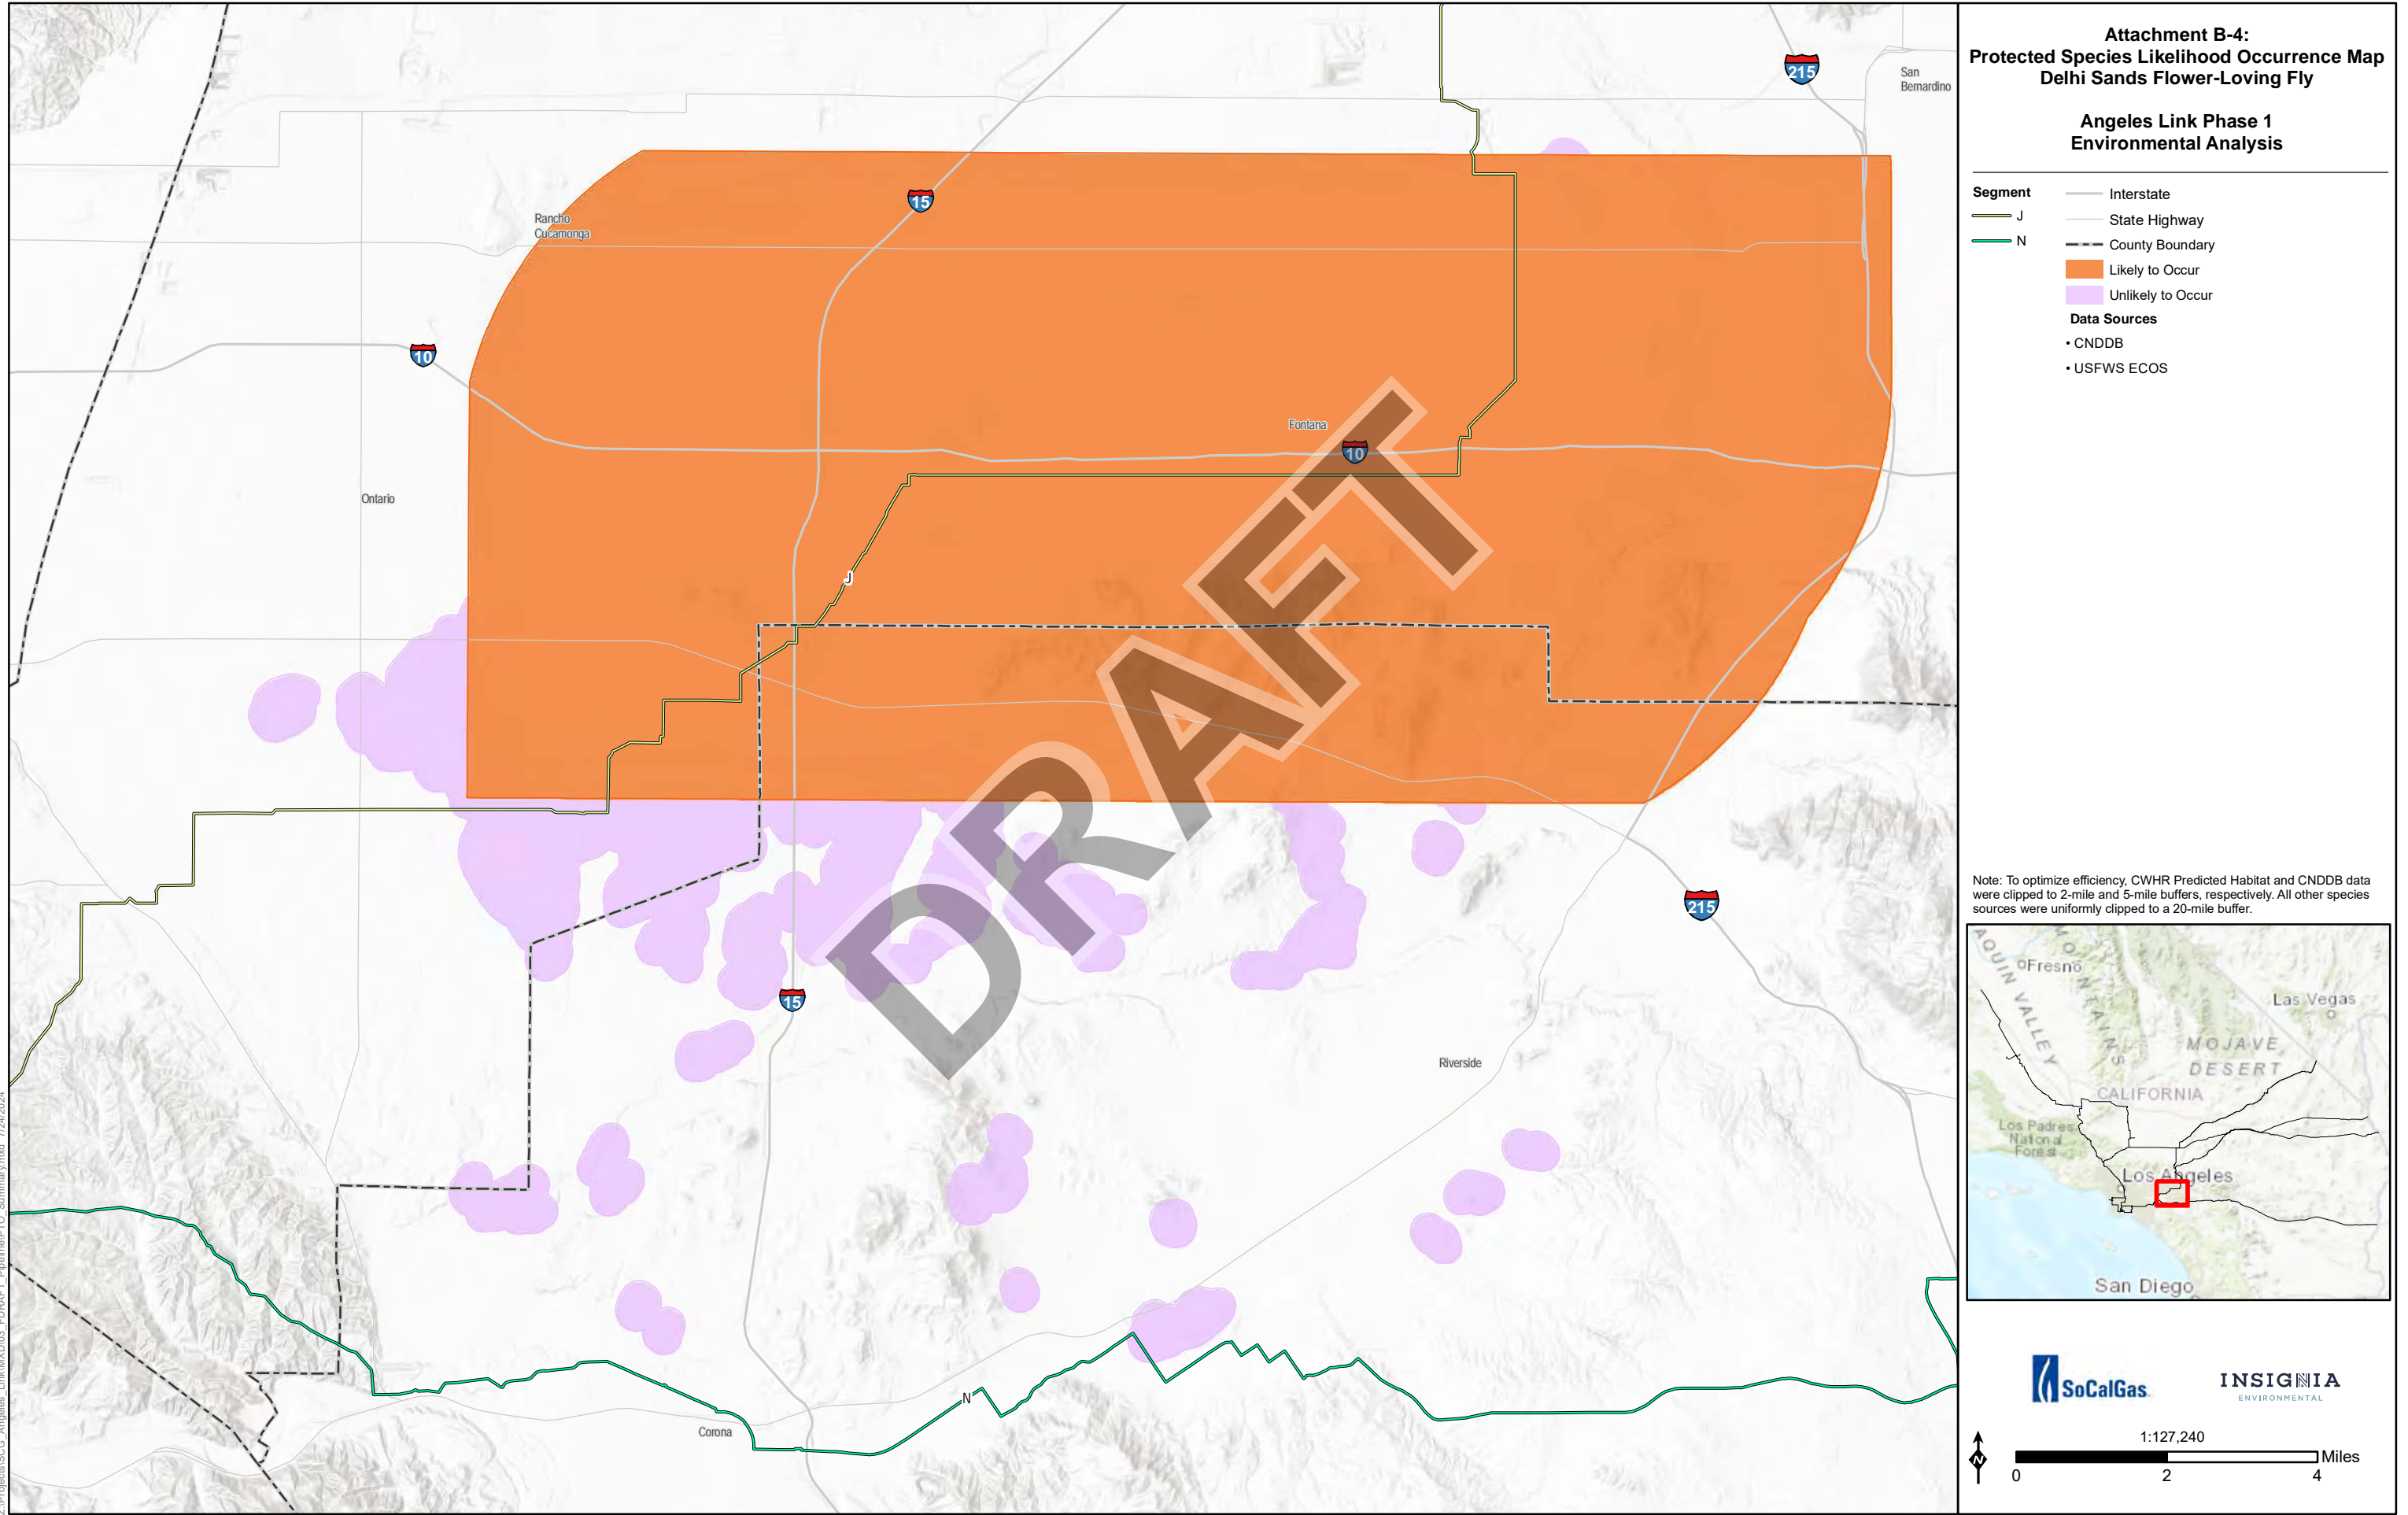 Attachment B-4:
Protected Species Likelihood Occurrence Map
Delhi Sands Flower-Loving Fly
Angeles Link Phase 1
Environmental Analysis
Segment
J
N
Interstate
State Highway
County Boundary
Likely to Occur
Unlikely to Occur
Data Sources
• CNDDB
• USFWS ECOS
215
San
Bernardino
15
Rancho
Cucamonga
10
Fontana
10
Ontario
J
DRAFT
215
15
Riverside
N
Corona
Note: To optimize efficiency, CWHR Predicted Habitat and CNDDB data
were clipped to 2-mile and 5-mile buffers, respectively. All other species
sources were uniformly clipped to a 20-mile buffer.
AQUIN VALLEY
MOUNTAINS
Fresno
Las Vegas
MOJAVE
DESERT
CALIFORNIA
Los Padres
National
Forest
Los Angeles
San Diego
SoCalGas
INSIGNIA
ENVIRONMENTAL
1:127,240
N
Miles
0 2 4